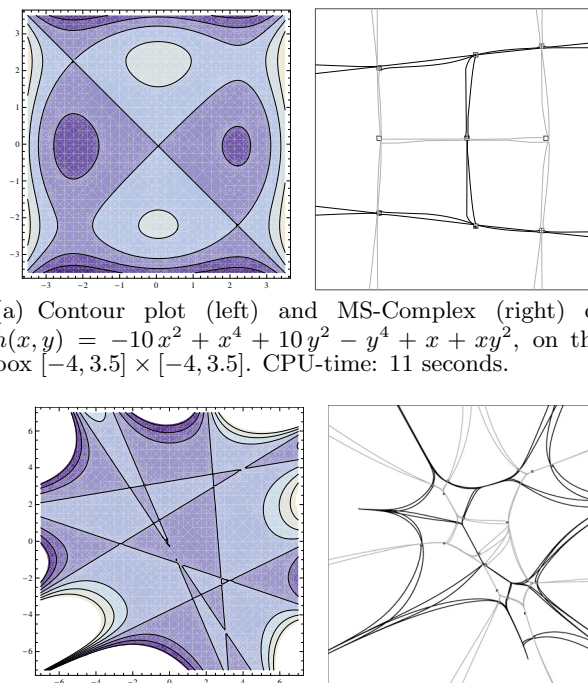 3
2
1
0
−1
−2
−3
−3 −2 −1 0 1 2 3
a) Contour plot (left) and MS-Complex (right)
(x, y) = −10 x² + x⁴ + 10 y² − y⁴ + x + xy², on th
box [−4, 3.5] × [−4, 3.5]. CPU-time: 11 seconds.
6
4
2
0
−2
−4
−6
−6 −4 −2 0 2 4 6